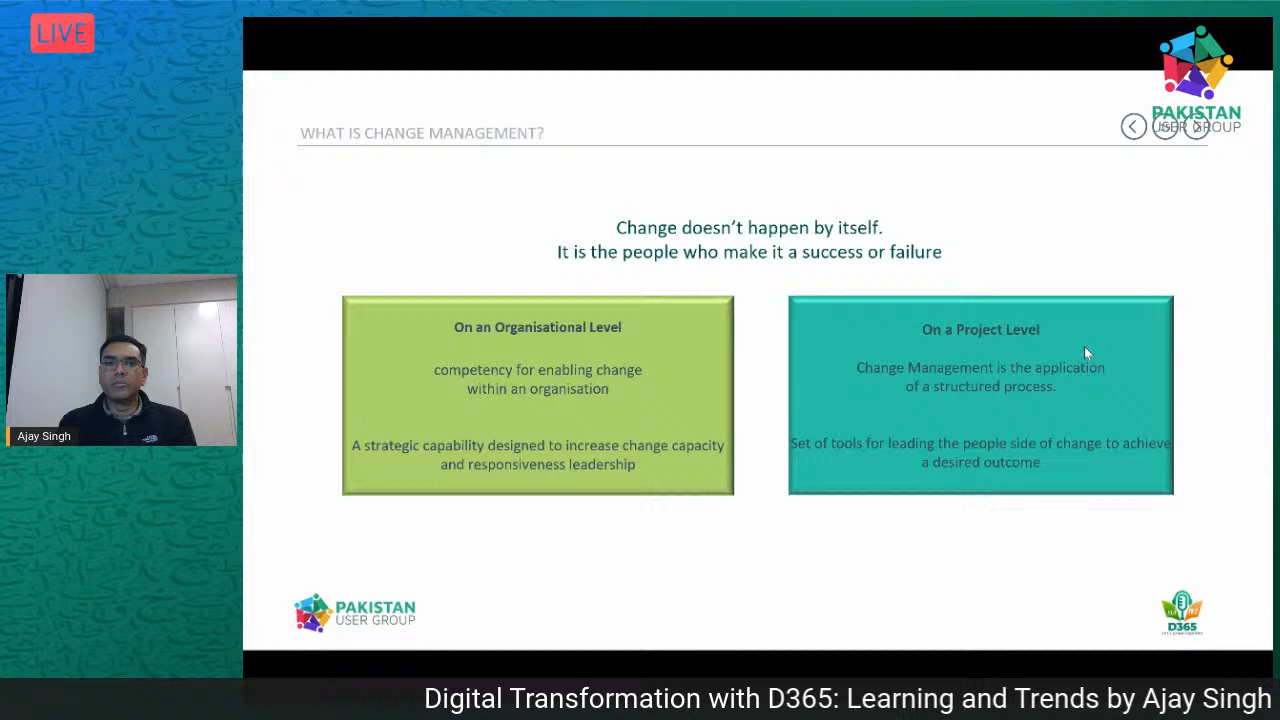 LIVE
PAKISTAN
USER GROUP
WHAT IS CHANGE MANAGEMENT?
Change doesn't happen by itself.
It is the people who make it a success or failure
On an Organisational Level
competency for enabling change
within an organisation
A strategic capability designed to increase change capacity
and responsiveness leadership
On a Project Level
Change Management is the application
of a structured process.
Set of tools for leading the people side of change to achieve
a desired outcome
Ajay Singh
PAKISTAN
USER GROUP
D365
Digital Transformation with D365: Learning and Trends by Ajay Singh